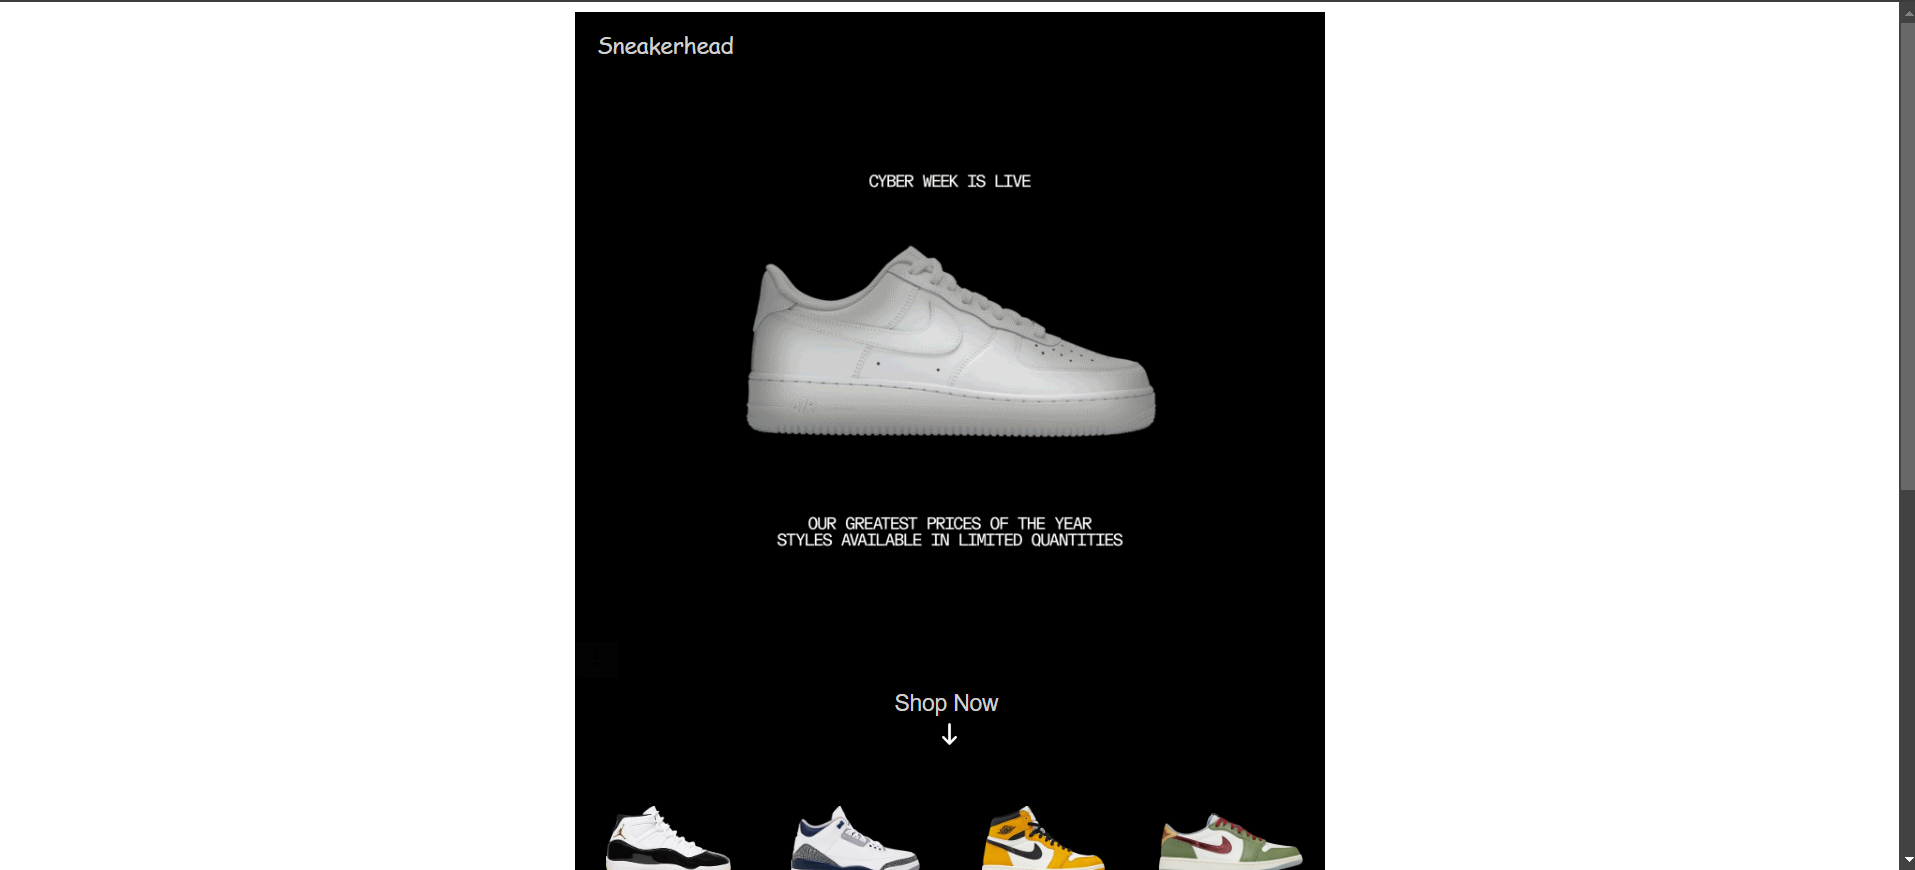 Sneakerhead
CYBER WEEK IS LIVE
OUR GREATEST PRICES OF THE YEAR
STYLES AVAILABLE IN LIMITED QUANTITIES
Shop Now